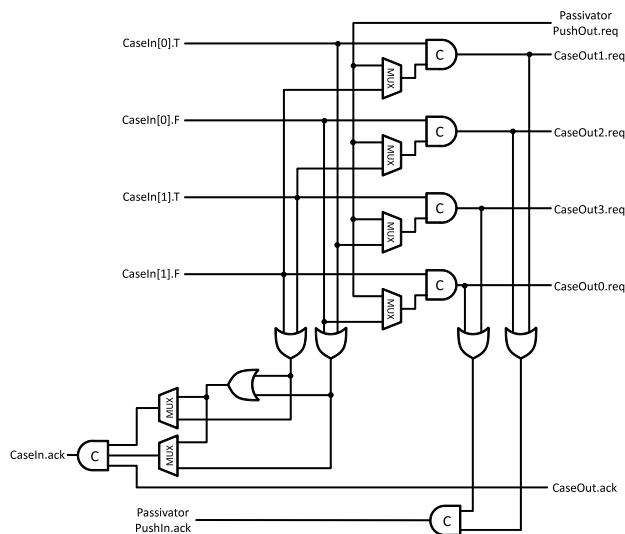 Passivator
PushOut.req
CaseIn[0].T
C
CaseOut1.req
MUX
CaseIn[0].F
C
CaseOut2.req
MUX
CaseIn[1].T
C
CaseOut3.req
MUX
CaseIn[1].F
C
CaseOut0.req
MUX
MUX
MUX
CaseIn.ack
C
CaseOut.ack
Passivator
PushIn.ack
C